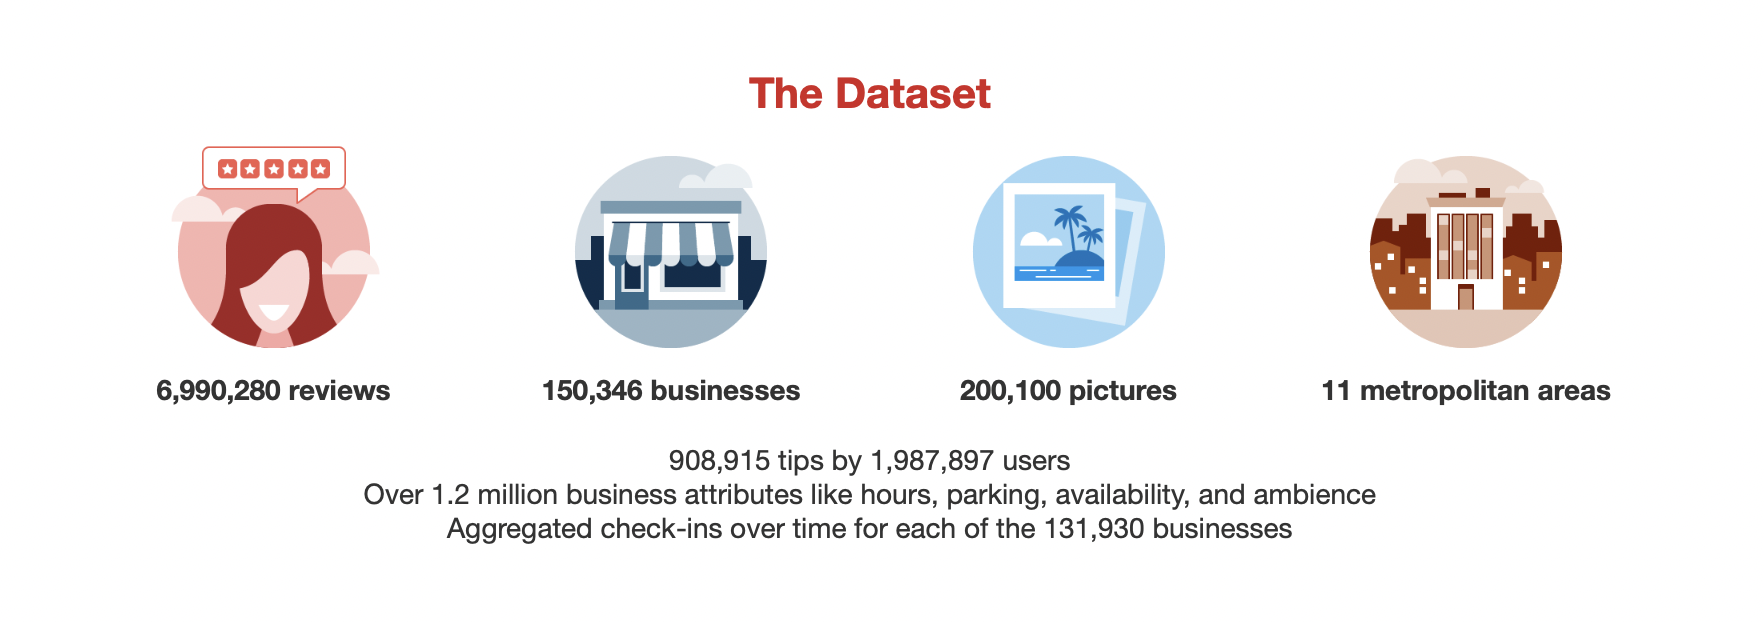 The Dataset
6,990,280 reviews
150,346 businesses
200,100 pictures
11 metropolitan areas
908,915 tips by 1,987,897 users
Over 1.2 million business attributes like hours, parking, availability, and ambience
Aggregated check-ins over time for each of the 131,930 businesses